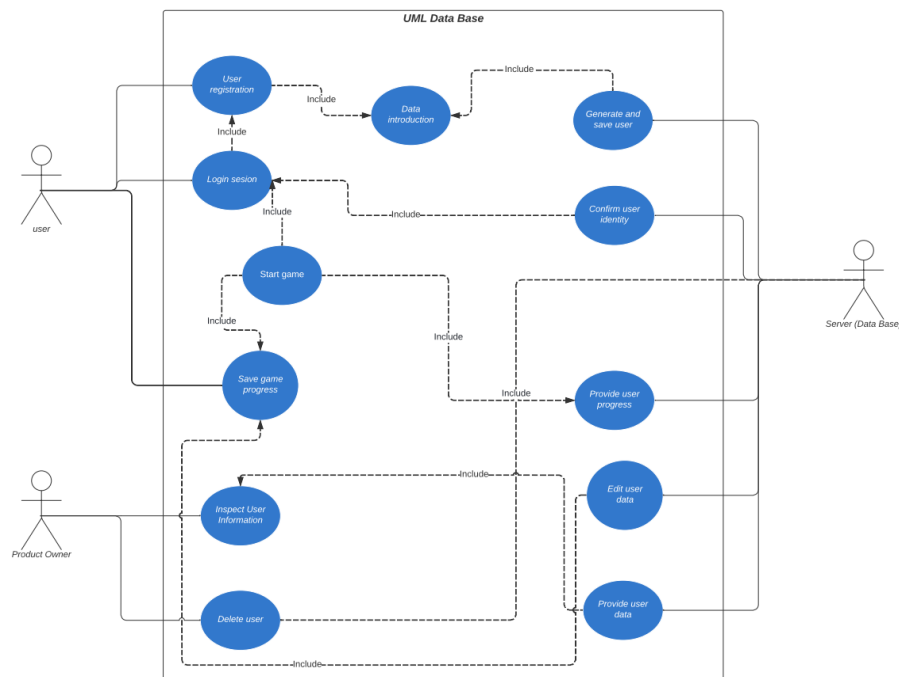 UML Data Base
User
registration
Include
Data
introduction
Include
Generate and
save user
Include
Login sesion
user
Include
Include
Confirm user
identity
Start game
Server (Data Base)
Include
Include
Save game
progress
Include
Provide user
progress
Include
Edit user
data
Inspect User
Information
Product Owner
Delete user
Provide user
data
Include